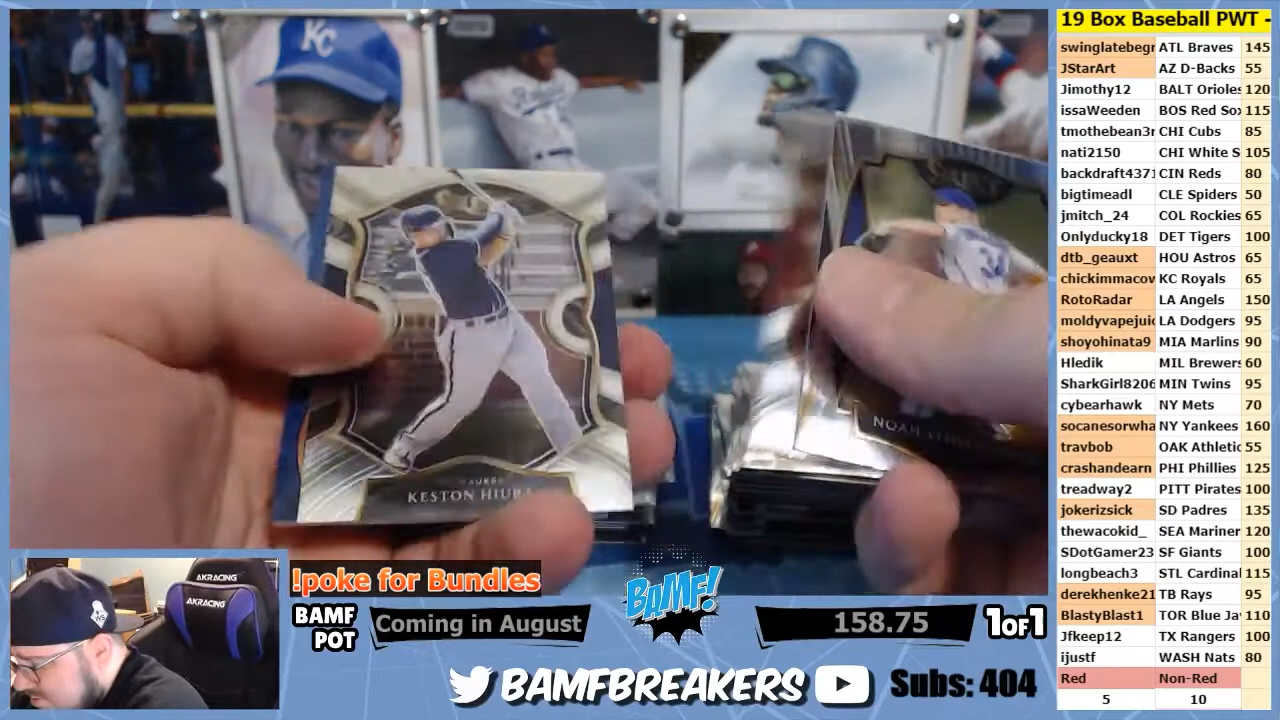 19 Box Baseball PWT -
swinglatebegr ATL Braves 145
JStarArt AZ D-Backs 55
Jimothy12 BALT Orioles 120
issaWeeden BOS Red Sox 115
tmothebean3r CHI Cubs 85
nati2150 CHI White S 105
backdraft4371 CIN Reds 80
bigtimeadl CLE Spiders 50
jmitch_24 COL Rockies 65
Onlyducky18 DET Tigers 100
dtb_geauxt HOU Astros 65
chickimmacov KC Royals 65
RotoRadar LA Angels 150
moldyvapejuic LA Dodgers 95
shoyohinata9 MIA Marlins 90
Hledik MIL Brewers 60
SharkGirl8206 MIN Twins 95
cybearhawk NY Mets 70
socanesorwha NY Yankees 160
travbob OAK Athletic 55
crashandearn PHI Phillies 125
treadway2 PITT Pirates 100
jokerizsick SD Padres 135
thewacokid_ SEA Mariner 120
SDotGamer23 SF Giants 100
longbeach3 STL Cardinal 115
derekhenke21 TB Rays 95
BlastyBlast1 TOR Blue Ja 110
Jfkeep12 TX Rangers 100
ijustf WASH Nats 80
Red Non-Red
5 10
KC
KESTON HIURA
NOAH
AKRACING
AKRACING
!poke for Bundles
BAMF POT
Coming in August
BAMF!
158.75
1OF1
BAMFBREAKERS
Subs: 404